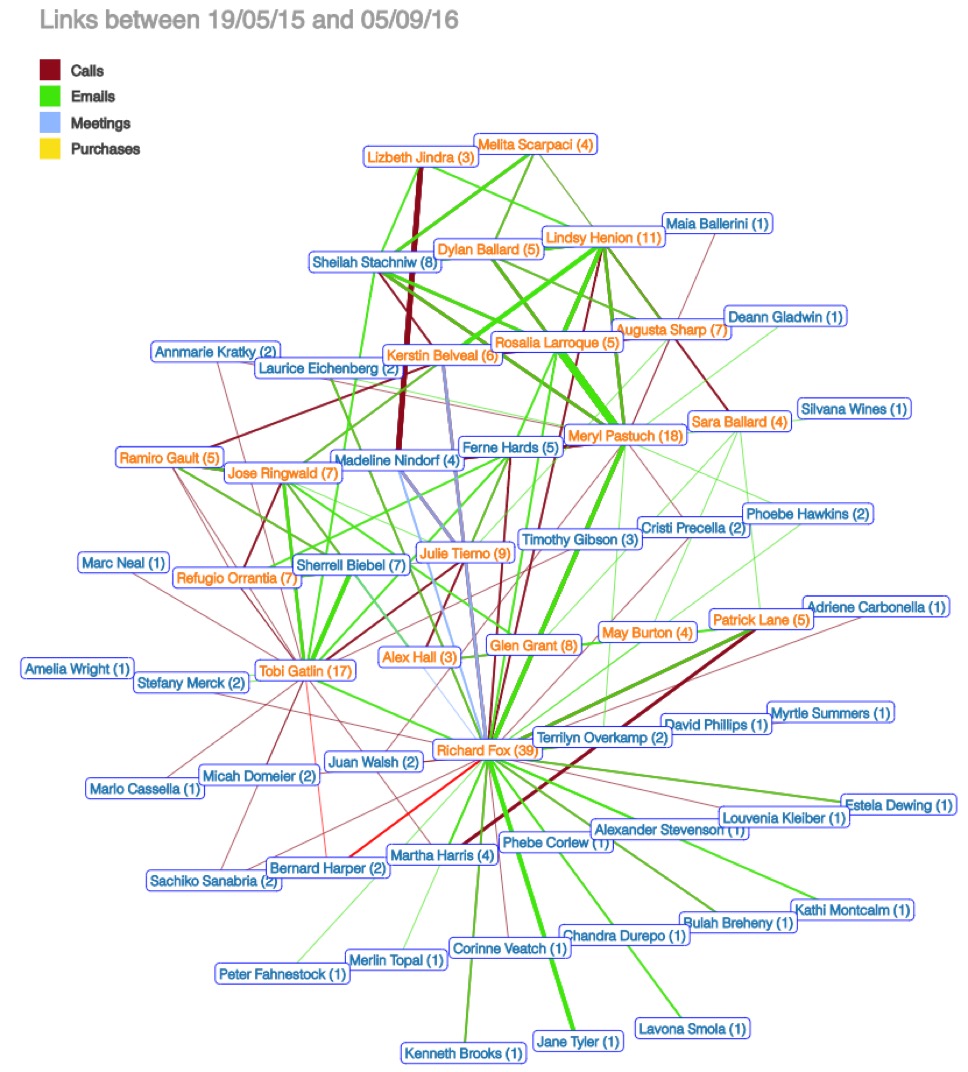 Links between 19/05/15 and 05/09/16
Calls
Emails
Meetings
Purchases
Melita Scarpaci (4)
Lizbeth Jindra (3)
Maia Ballerini (1)
Lindsy Henion (11)
Dylan Ballard (5)
Sheilah Stachniw (8)
Deann Gladwin (1)
Augusta Sharp (7)
Rosalia Larroque (5)
Annmarie Kratky (2)
Kerstin Belveal (6)
Laurice Eichenberg (2)
Silvana Wines (1)
Sara Ballard (4)
Meryl Pastuch (18)
Ferne Hards (5)
Ramiro Gault (5)
Madeline Nindorf (4)
Jose Ringwald (7)
Phoebe Hawkins (2)
Cristi Precella (2)
Timothy Gibson (3)
Julie Tierno (9)
Marc Neal (1)
Sherrell Biebel (7)
Refugio Orrantia (7)
Adriene Carbonella (1)
Patrick Lane (5)
May Burton (4)
Glen Grant (8)
Alex Hall (3)
Amelia Wright (1)
Tobi Gatlin (17)
Stefany Merck (2)
Myrtle Summers (1)
David Phillips (1)
Terrilyn Overkamp (2)
Richard Fox (39)
Juan Walsh (2)
Micah Domeier (2)
Marlo Cassella (1)
Estela Dewing (1)
Louvenia Kleiber (1)
Alexander Stevenson (1)
Phebe Corlew (1)
Martha Harris (4)
Bernard Harper (2)
Sachiko Sanabria (2)
Kathi Montcalm (1)
Bulah Breheny (1)
Chandra Durepo (1)
Corinne Veatch (1)
Merlin Topal (1)
Peter Fahnestock (1)
Lavona Smola (1)
Jane Tyler (1)
Kenneth Brooks (1)